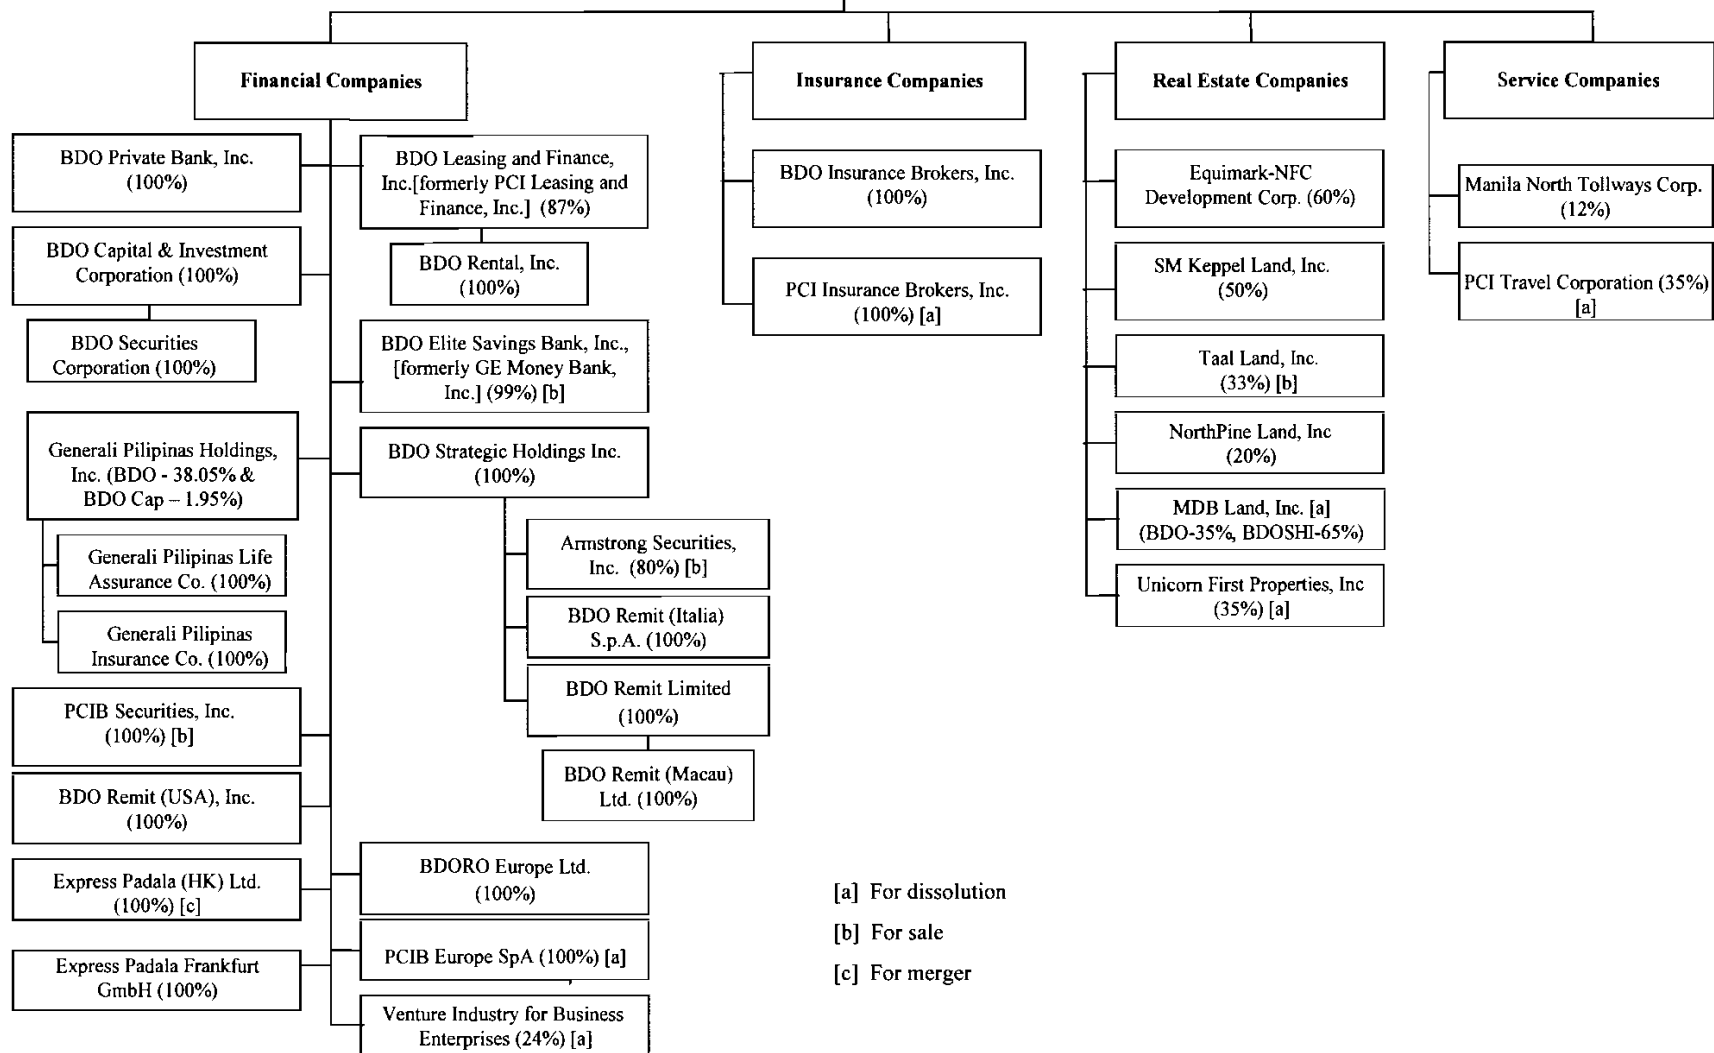 Financial Companies
Insurance Companies
Real Estate Companies
Service Companies
BDO Private Bank, Inc.
(100%)
BDO Capital & Investment
Corporation (100%)
BDO Securities
Corporation (100%)
Generali Pilipinas Holdings,
Inc. (BDO - 38.05% &
BDO Cap – 1.95%)
Generali Pilipinas Life
Assurance Co. (100%)
Generali Pilipinas
Insurance Co. (100%)
PCIB Securities, Inc.
(100%) [b]
BDO Remit (USA), Inc.
(100%)
Express Padala (HK) Ltd.
(100%) [c]
Express Padala Frankfurt
GmbH (100%)
BDO Leasing and Finance,
Inc.[formerly PCI Leasing and
Finance, Inc.] (87%)
BDO Rental, Inc.
(100%)
BDO Elite Savings Bank, Inc.,
[formerly GE Money Bank,
Inc.] (99%) [b]
BDO Strategic Holdings Inc.
(100%)
Armstrong Securities,
Inc. (80%) [b]
BDO Remit (Italia)
S.p.A. (100%)
BDO Remit Limited
(100%)
BDO Remit (Macau)
Ltd. (100%)
BDORO Europe Ltd.
(100%)
PCIB Europe SpA (100%) [a]
Venture Industry for Business
Enterprises (24%) [a]
BDO Insurance Brokers, Inc.
(100%)
PCI Insurance Brokers, Inc.
(100%) [a]
Equimark-NFC
Development Corp. (60%)
SM Keppel Land, Inc.
(50%)
Taal Land, Inc.
(33%) [b]
NorthPine Land, Inc
(20%)
MDB Land, Inc. [a]
(BDO-35%, BDOSHI-65%)
Unicorn First Properties, Inc
(35%) [a]
Manila North Tollways Corp.
(12%)
PCI Travel Corporation (35%)
[a]
[a] For dissolution
[b] For sale
[c] For merger